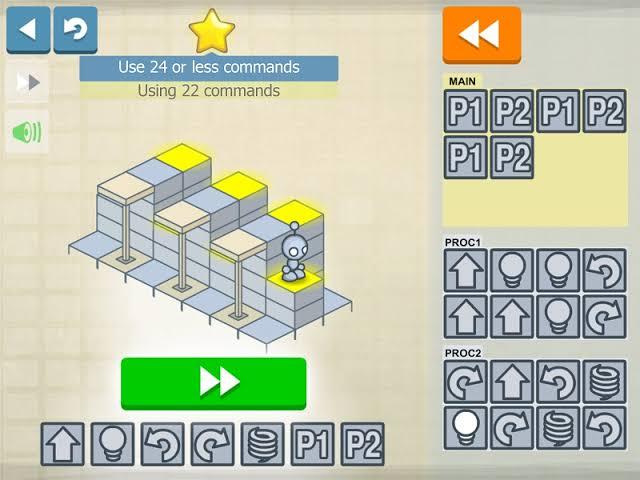 Use 24 or less commands
Using 22 commands
MAIN
P1 P2 P1 P2
P1 P2
PROC1
PROC2
P1 P2